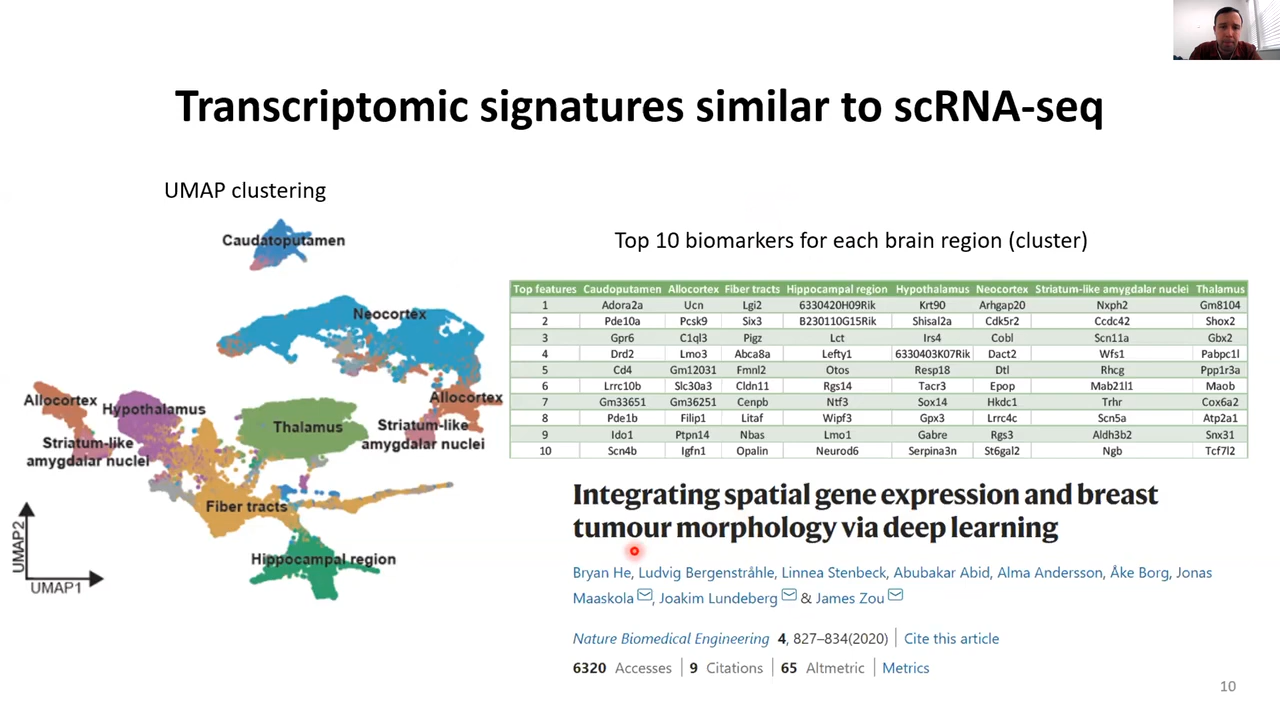 Transcriptomic signatures similar to scRNA-seq
UMAP clustering
Caudatoputamen
Neocortex
Allocortex
Hypothalamus
Striatum-like
amygdalar nuclei
Thalamus
Allocortex
Striatum-like
amygdalar nuclei
Fiber tracts
Hippocampal region
UMAP2
UMAP1
Top 10 biomarkers for each brain region (cluster)
Top features Caudoputamen Allocortex Fiber tracts Hippocampal region Hypothalamus Neocortex Striatum-like amygdalar nuclei Thalamus
1 Adora2a Ucn Lgi2 6330420H09Rik Krt90 Arhgap20 Nxph2 Gm8104
2 Pde10a Pcsk9 Six3 B230110G15Rik Shisal2a Cdk5r2 Ccdc42 Shox2
3 Gpr6 C1ql3 Pigz Lct Irs4 Cobl Scn11a Gbx2
4 Drd2 Lmo3 Abca8a Lefty1 6330403K07Rik Dact2 Wfs1 Pabpc1l
5 Cd4 Gm12031 Fmnl2 Otos Resp18 Dtl Rhcg Ppp1r3a
6 Lrrc10b Slc30a3 Cldn11 Rgs14 Tacr3 Epop Mab21l1 Maob
7 Gm33651 Gm36251 Cenpb Ntf3 Sox14 Hkdc1 Trhr Cox6a2
8 Pde1b Filip1 Litaf Wipf3 Gpx3 Lrrc4c Scn5a Atp2a1
9 Ido1 Ptpn14 Nbas Lmo1 Gabre Rgs3 Aldh3b2 Snx31
10 Scn4b Igfn1 Opalin Neurod6 Serpina3n St6gal2 Ngb Tcf7l2
Integrating spatial gene expression and breast
tumour morphology via deep learning
Bryan He, Ludvig Bergenstråhle, Linnea Stenbeck, Abubakar Abid, Alma Andersson, Åke Borg, Jonas
Maaskola, Joakim Lundeberg & James Zou
Nature Biomedical Engineering 4, 827–834(2020) | Cite this article
6320 Accesses | 9 Citations | 65 Altmetric | Metrics
10